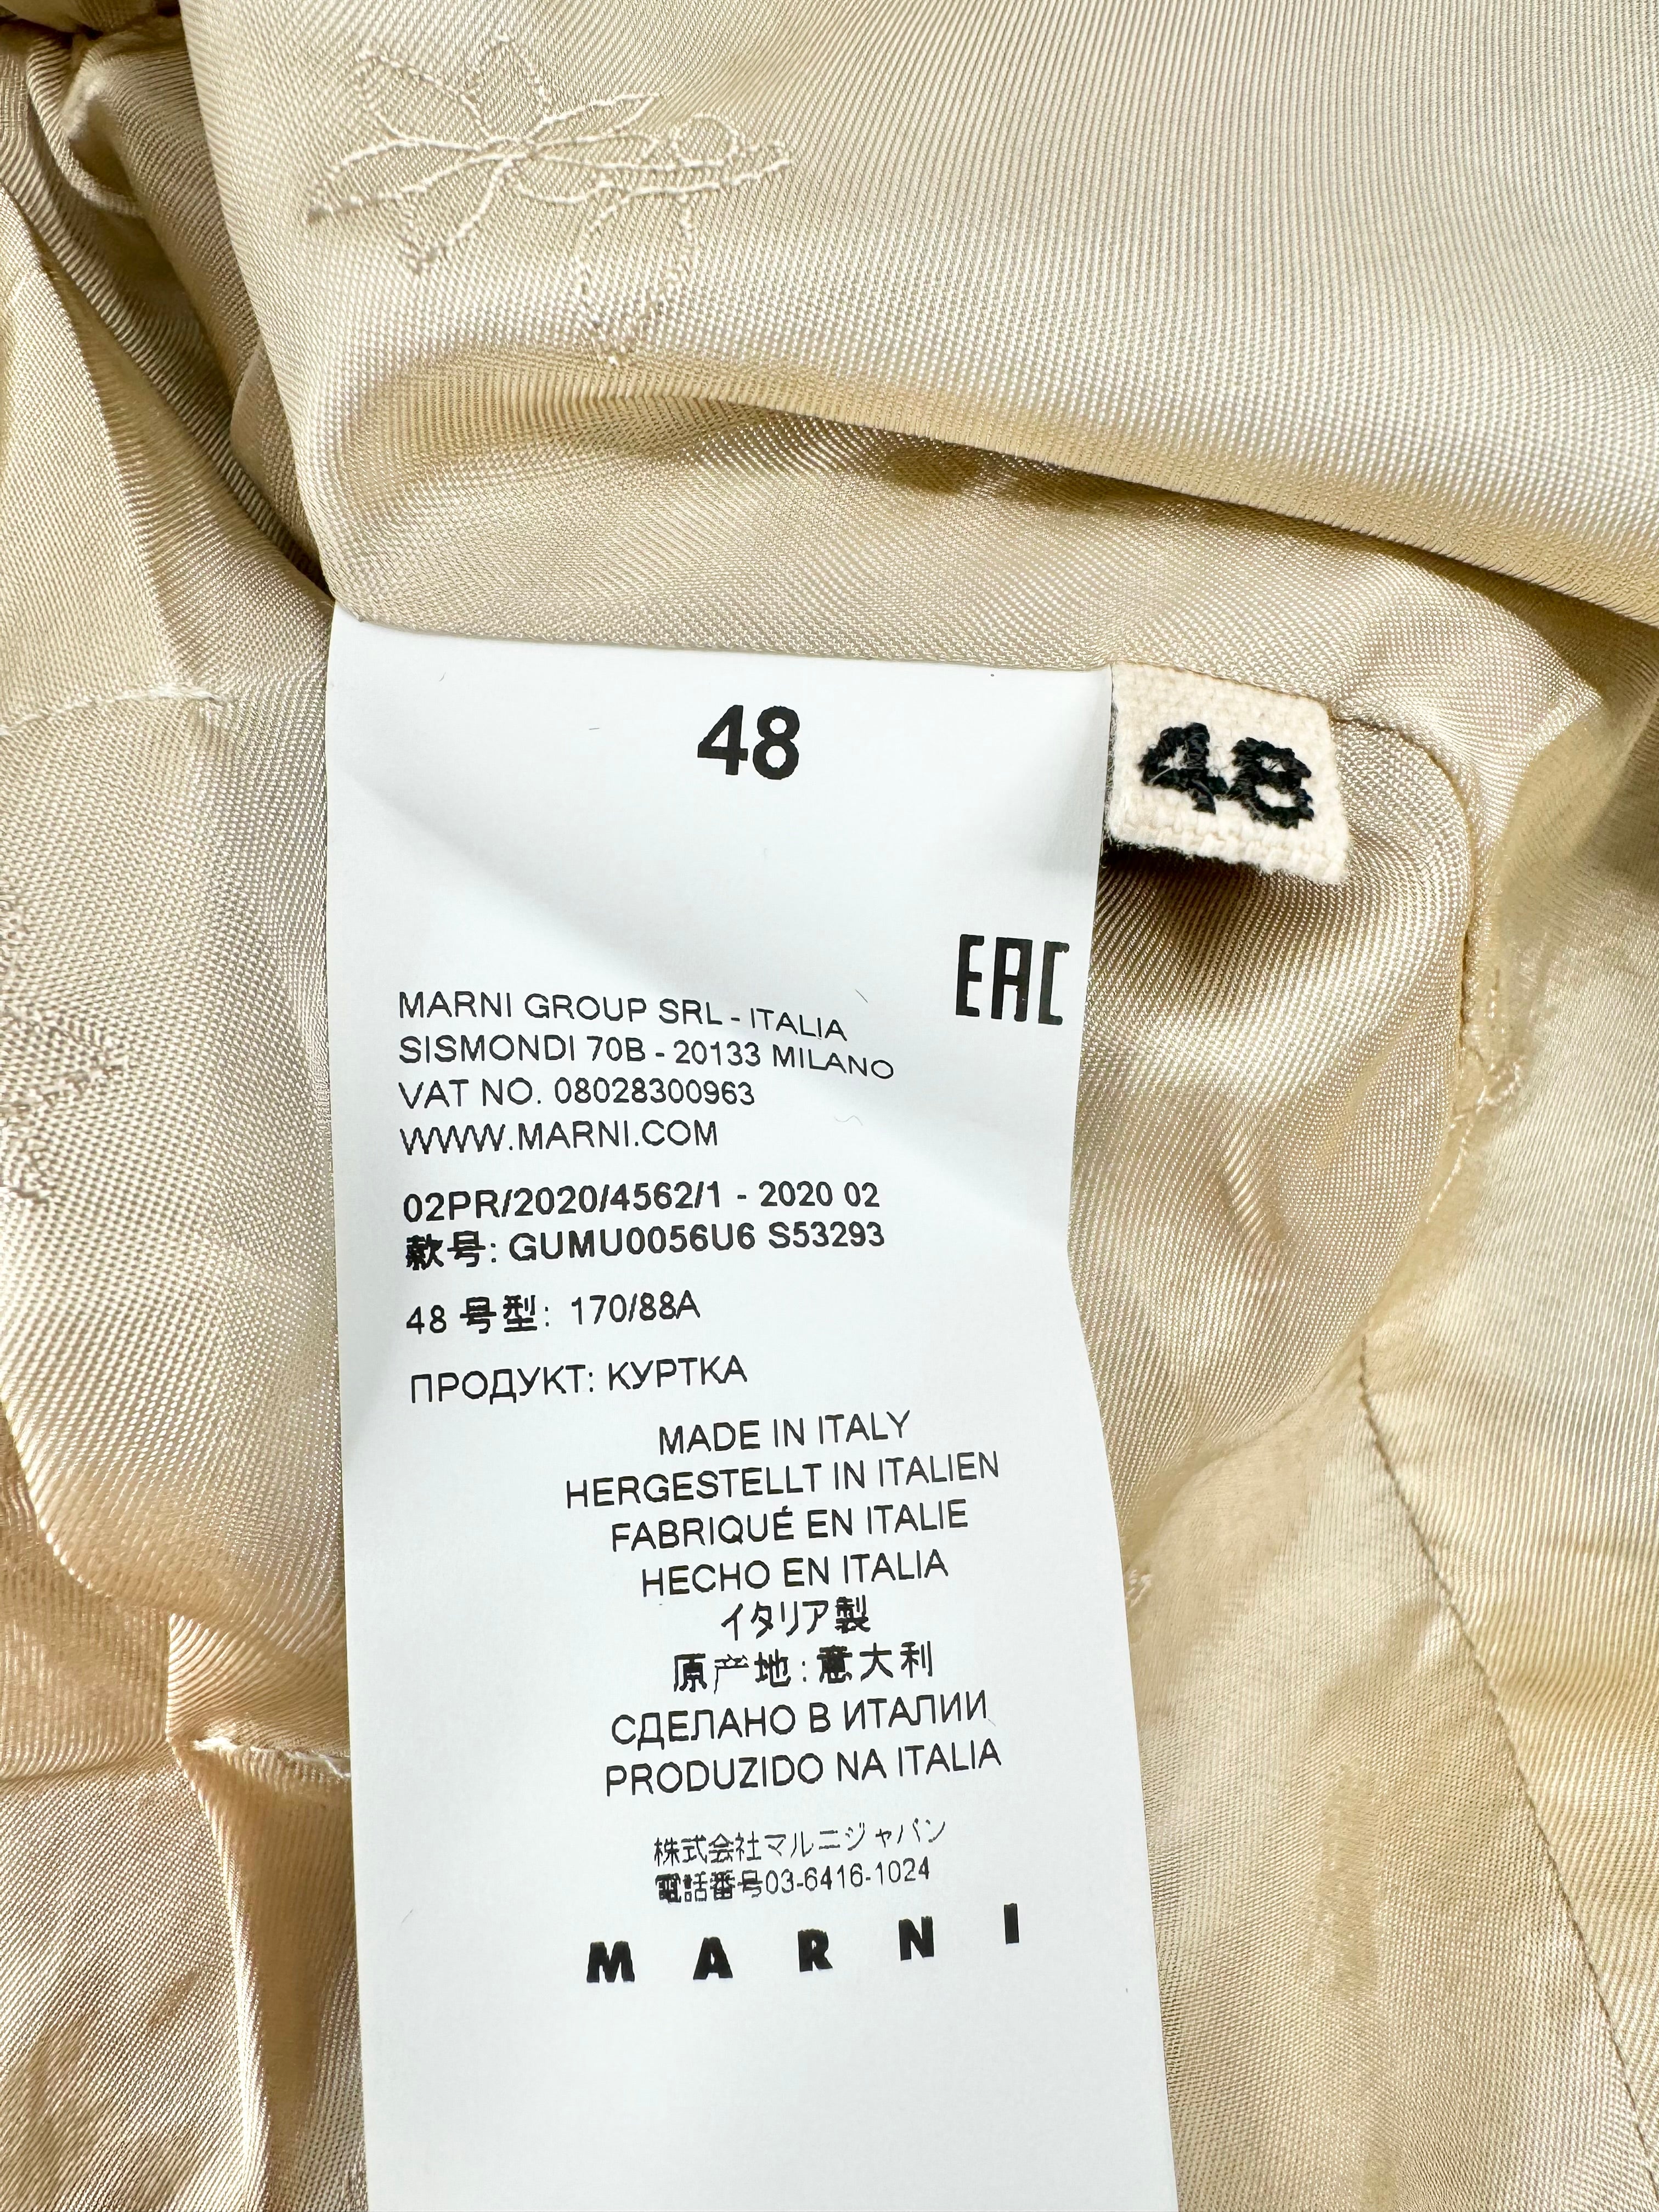 48
48
EAC
MARNI GROUP SRL - ITALIA
SISMONDI 70B - 20133 MILANO
VAT NO. 08028300963
WWW.MARNI.COM
02PR/2020/4562/1 - 2020 02
款号: GUMU0056U6 S53293
48 号型: 170/88A
ПРОДУКТ: КУРТКА
MADE IN ITALY
HERGESTELLT IN ITALIEN
FABRIQUÉ EN ITALIE
HECHO EN ITALIA
イタリア製
原产地:意大利
СДЕЛАНО В ИТАЛИИ
PRODUZIDO NA ITALIA
株式会社マルニジャパン
電話番号03-6416-1024
MARNI